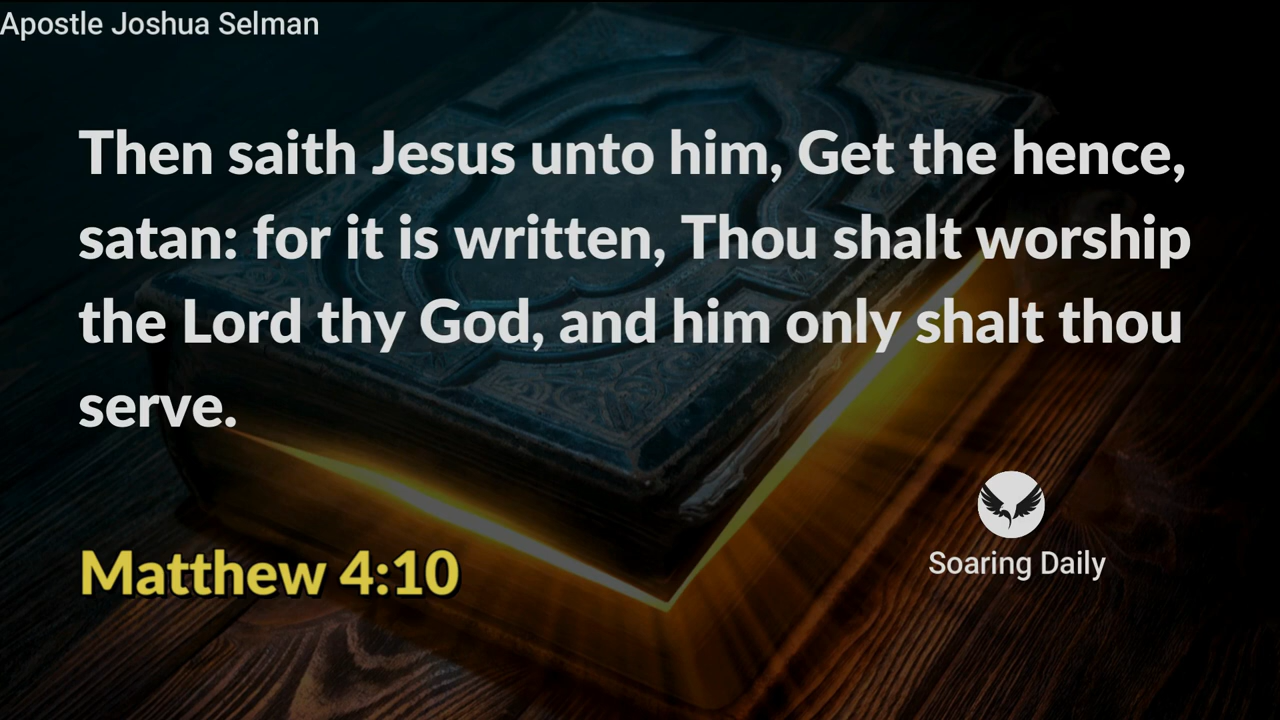 Apostle Joshua Selman
Then saith Jesus unto him, Get the hence,
satan: for it is written, Thou shalt worship
the Lord thy God, and him only shalt thou
serve.
Matthew 4:10
Soaring Daily